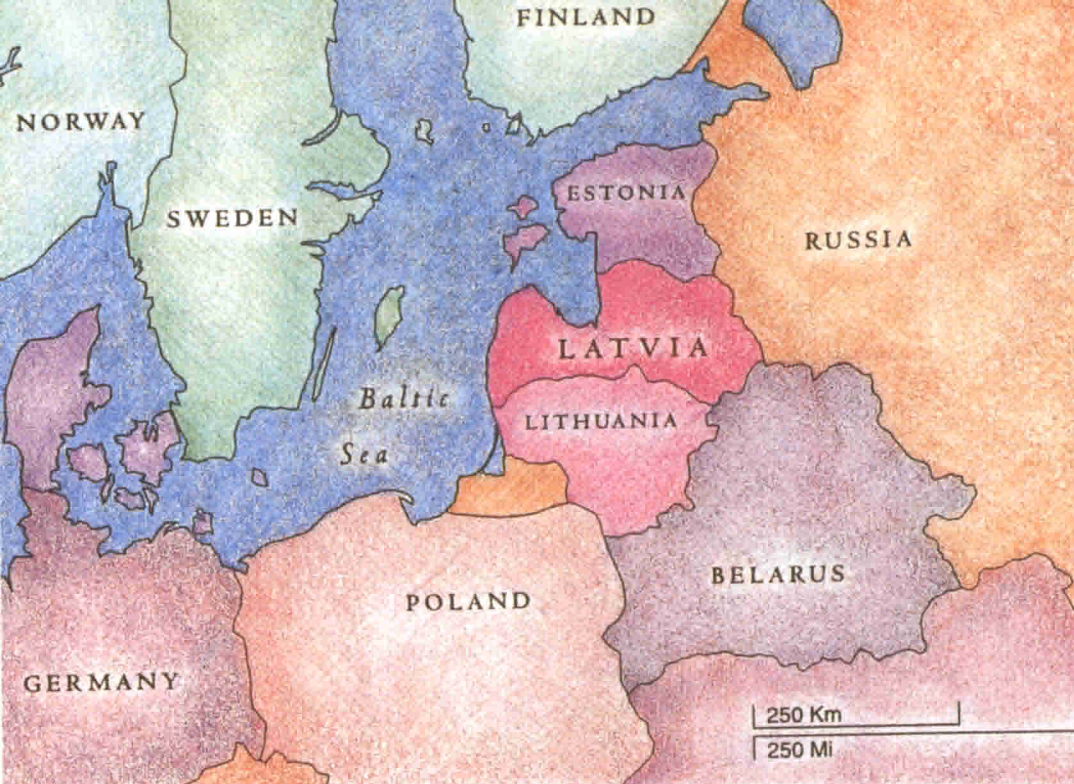 FINLAND
NORWAY
ESTONIA
SWEDEN
RUSSIA
LATVIA
Baltic
Sea
LITHUANIA
BELARUS
POLAND
GERMANY
250 Km
250 Mi